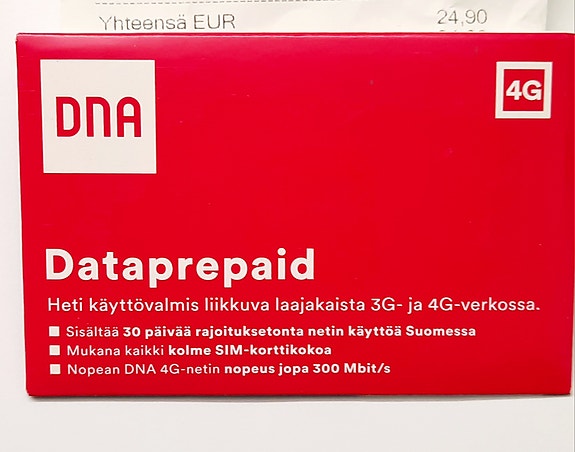 Yhteensä EUR 24,90
DNA
4G
Dataprepaid
Heti käyttövalmis liikkuva laajakaista 3G- ja 4G-verkossa.
Sisältää 30 päivää rajoituksetonta netin käyttöä Suomessa
Mukana kaikki kolme SIM-korttikokoa
Nopean DNA 4G-netin nopeus jopa 300 Mbit/s